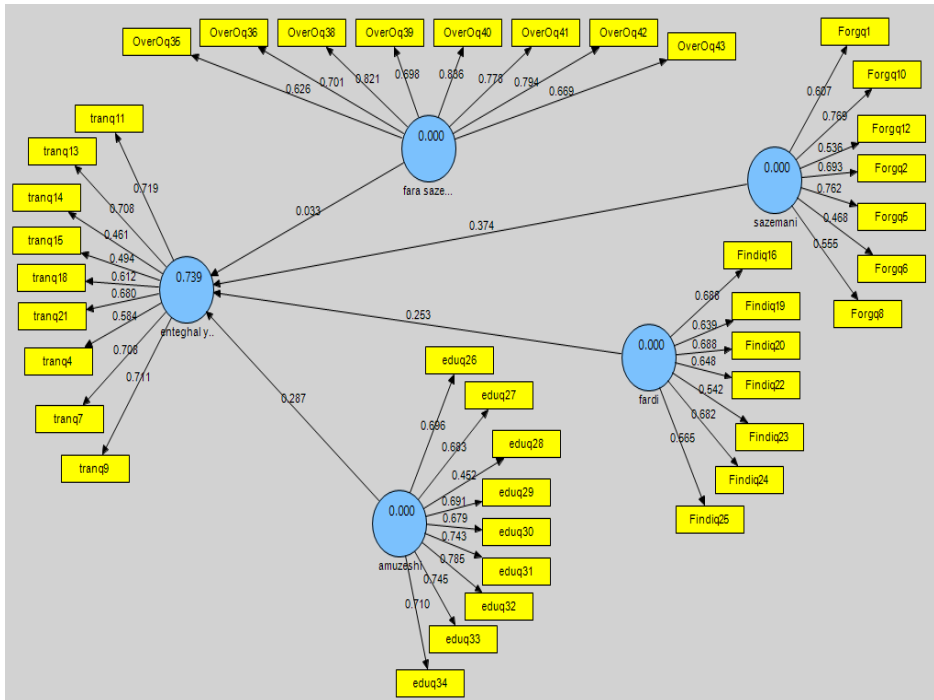 OverOq35
OverOq36
OverOq38
OverOq39
OverOq40
OverOq41
OverOq42
OverOq43
0.626
0.701
0.821
0.698
0.836
0.778
0.794
0.669
0.000
fara saze...
Forgq1
Forgq10
Forgq12
Forgq2
Forgq5
Forgq6
Forgq8
0.607
0.769
0.536
0.693
0.762
0.468
0.555
0.000
sazemani
tranq11
tranq13
tranq14
tranq15
tranq18
tranq21
tranq4
tranq7
tranq9
0.719
0.708
0.461
0.494
0.612
0.680
0.584
0.706
0.711
0.739
enteghal y..
0.033
0.374
0.253
0.287
Findiq16
Findiq19
Findiq20
Findiq22
Findiq23
Findiq24
Findiq25
0.639
0.688
0.648
0.542
0.682
0.565
0.000
fardi
eduq26
eduq27
eduq28
eduq29
eduq30
eduq31
eduq32
eduq33
eduq34
0.696
0.683
0.452
0.691
0.679
0.743
0.785
0.745
0.710
0.000
amuzeshi